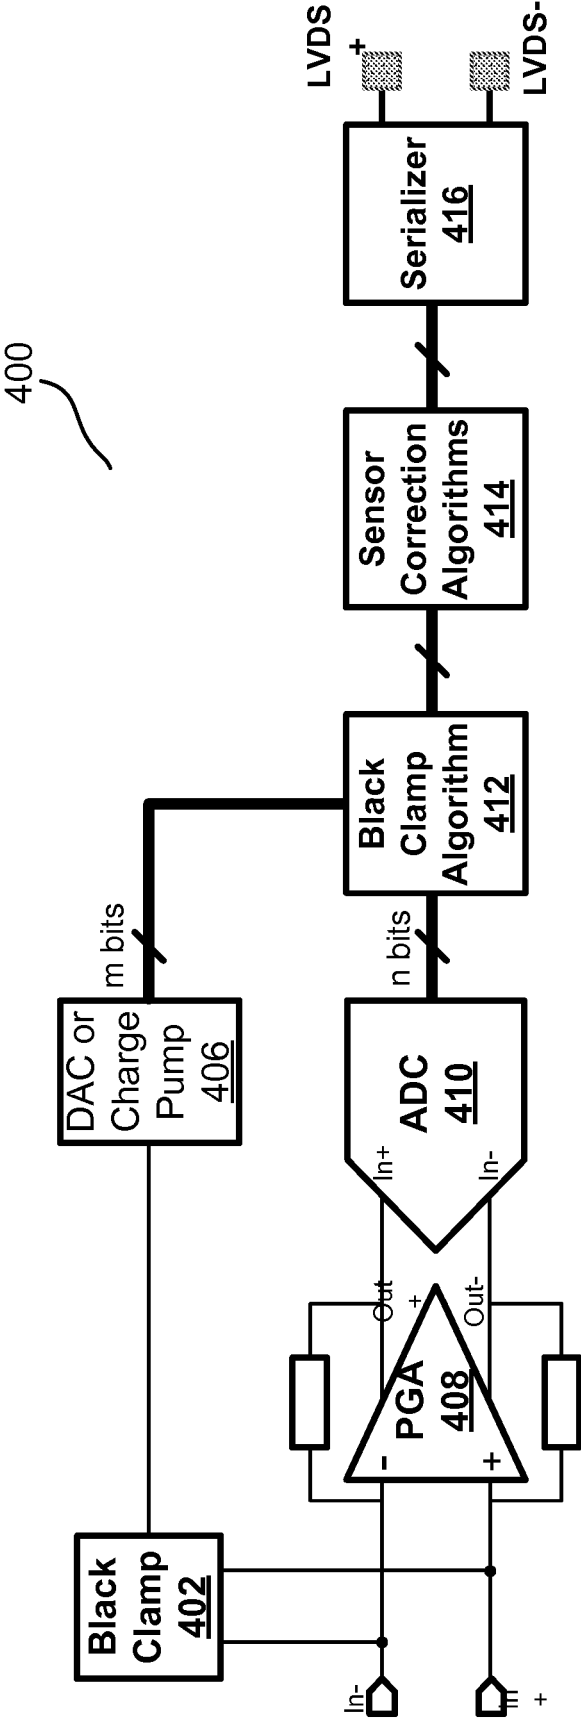 400
Black
Clamp
402
DAC or
Charge
Pump
406
m bits
In-
In
+
-
+
PGA
408
Out
+
Out-
In+
In-
ADC
410
n bits
Black
Clamp
Algorithm
412
Sensor
Correction
Algorithms
414
Serializer
416
LVDS
+
LVDS-